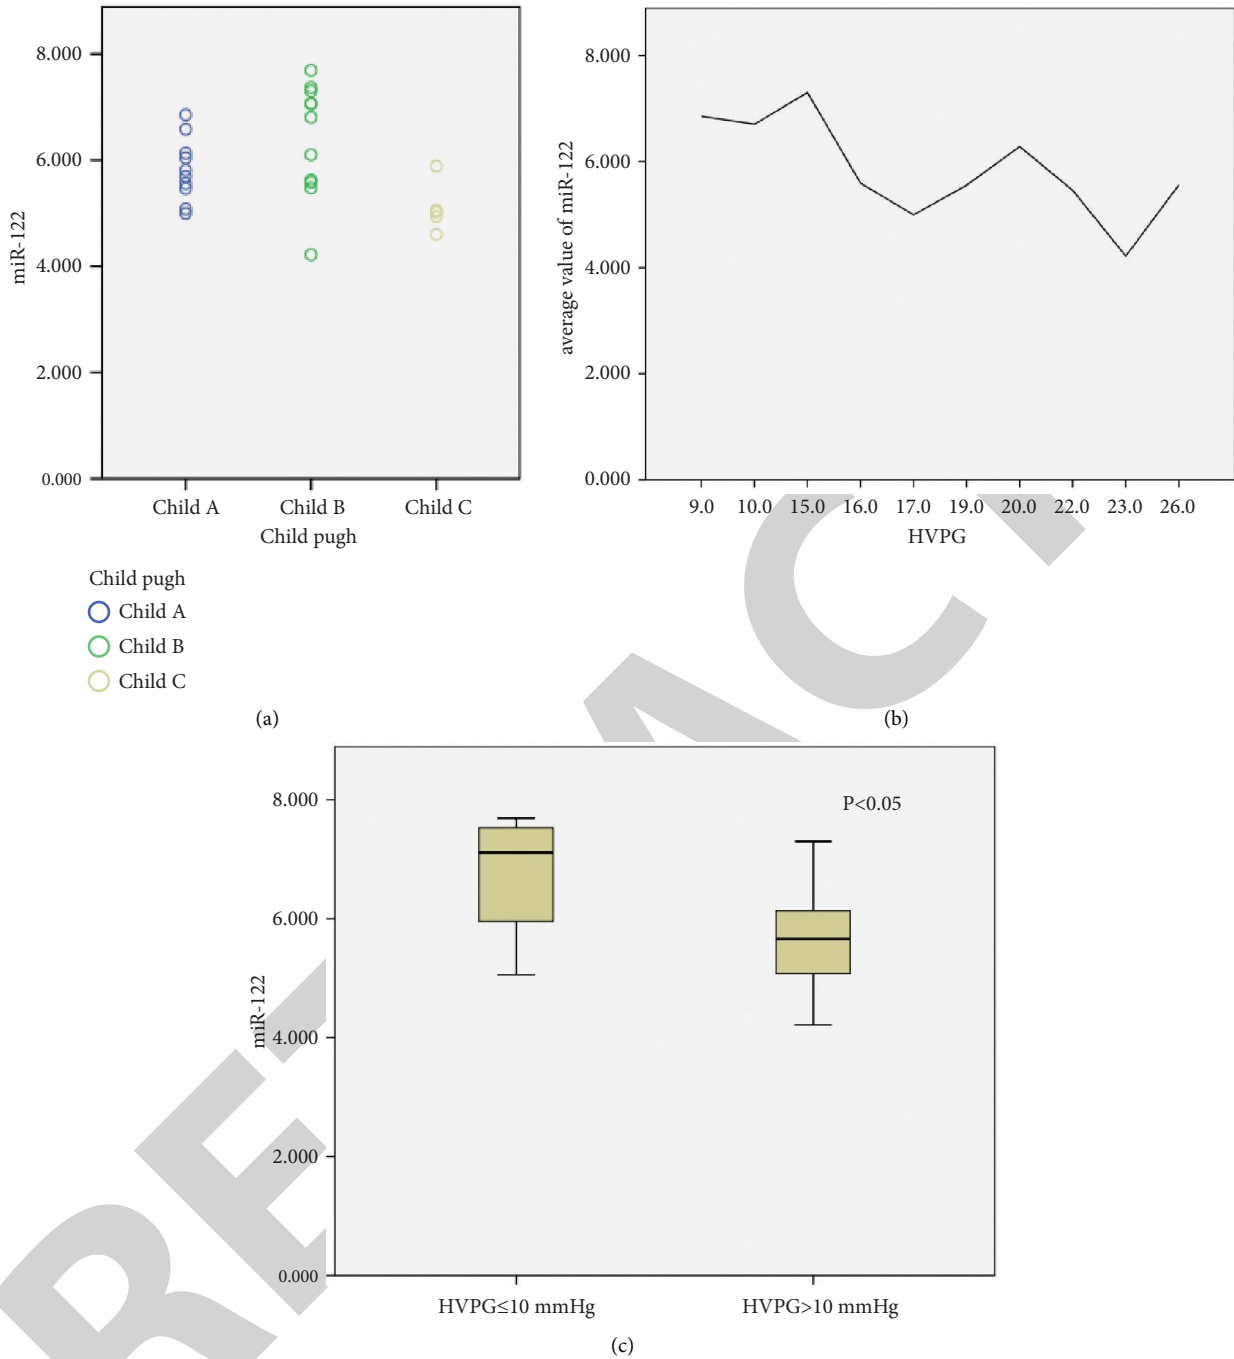 8.000
6.000
4.000
2.000
0.000
miR-122
Child A
Child B
Child C
Child pugh
Child pugh
Child A
Child B
Child C
(a)
8.000
6.000
4.000
2.000
0.000
average value of miR-122
9.0 10.0 15.0 16.0 17.0 19.0 20.0 22.0 23.0 26.0
HVPG
(b)
8.000
6.000
4.000
2.000
0.000
miR-122
P<0.05
HVPG≤10 mmHg
HVPG>10 mmHg
(c)